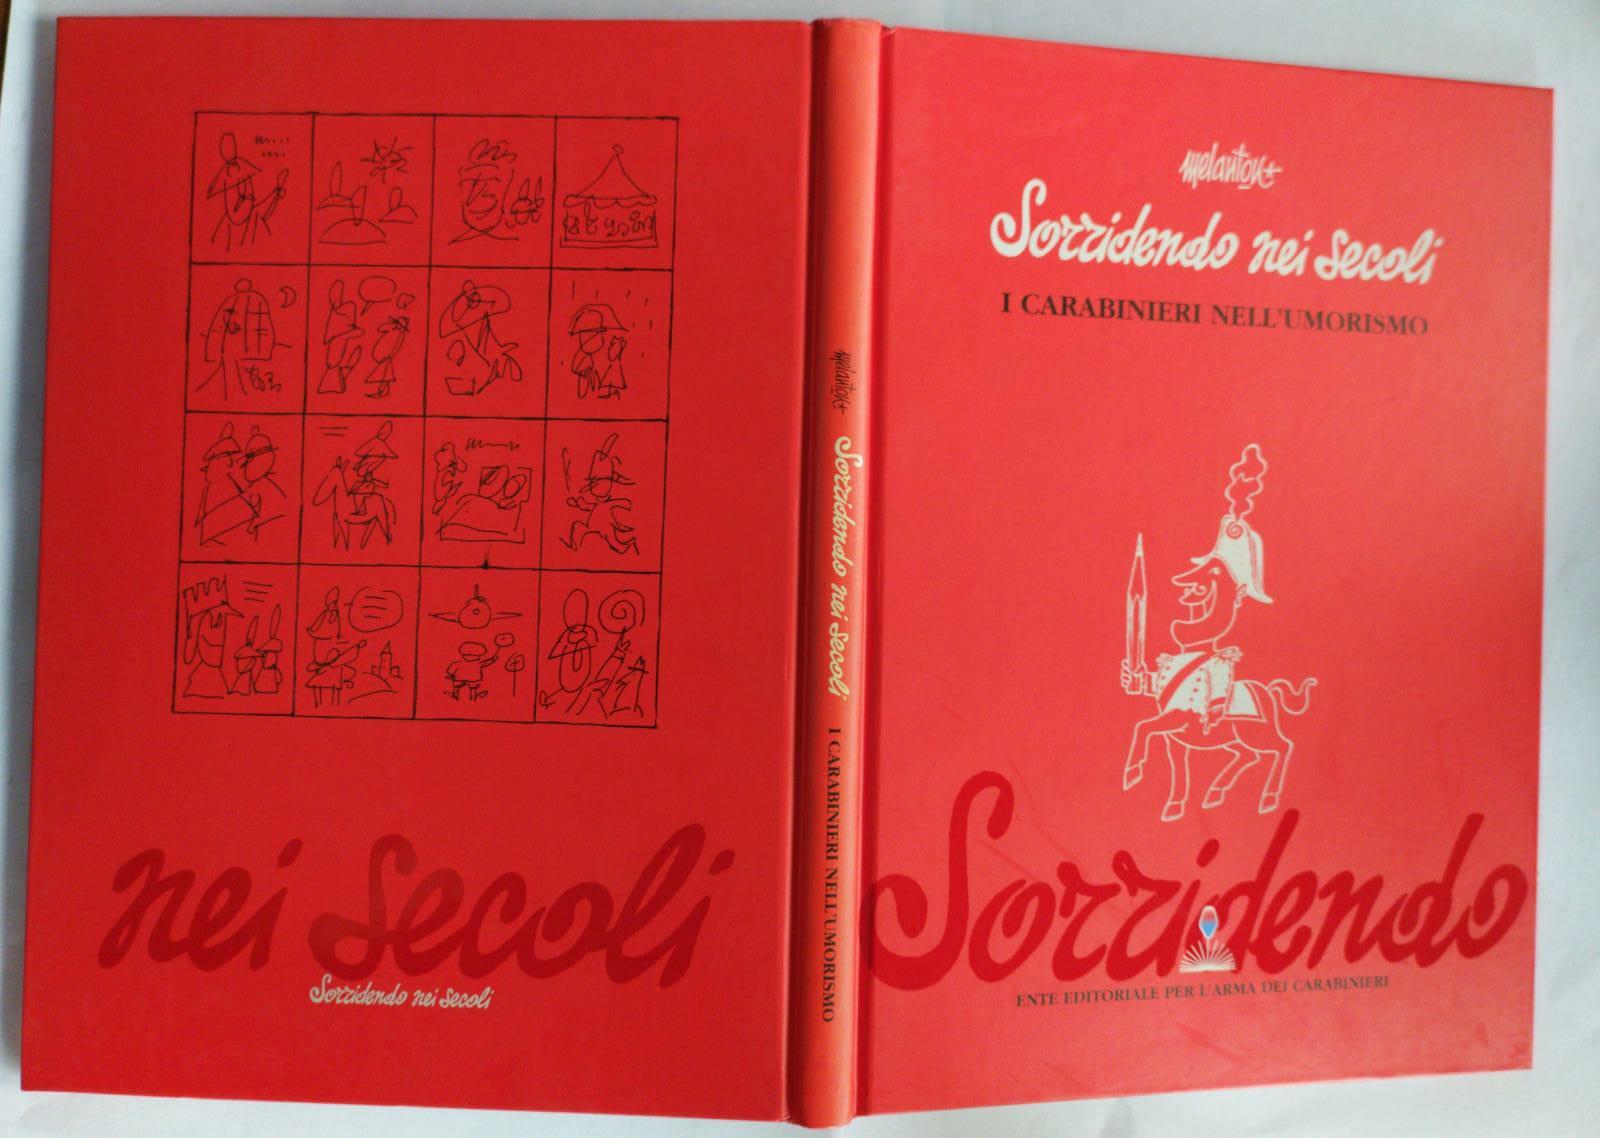 nei secoli
Sorridendo nei secoli
melanton
Sorridendo nei secoli
I CARABINIERI NELL'UMORISMO
melanton
Sorridendo nei secoli
I CARABINIERI NELL'UMORISMO
Sorridendo
ENTE EDITORIALE PER L'ARMA DEI CARABINIERI